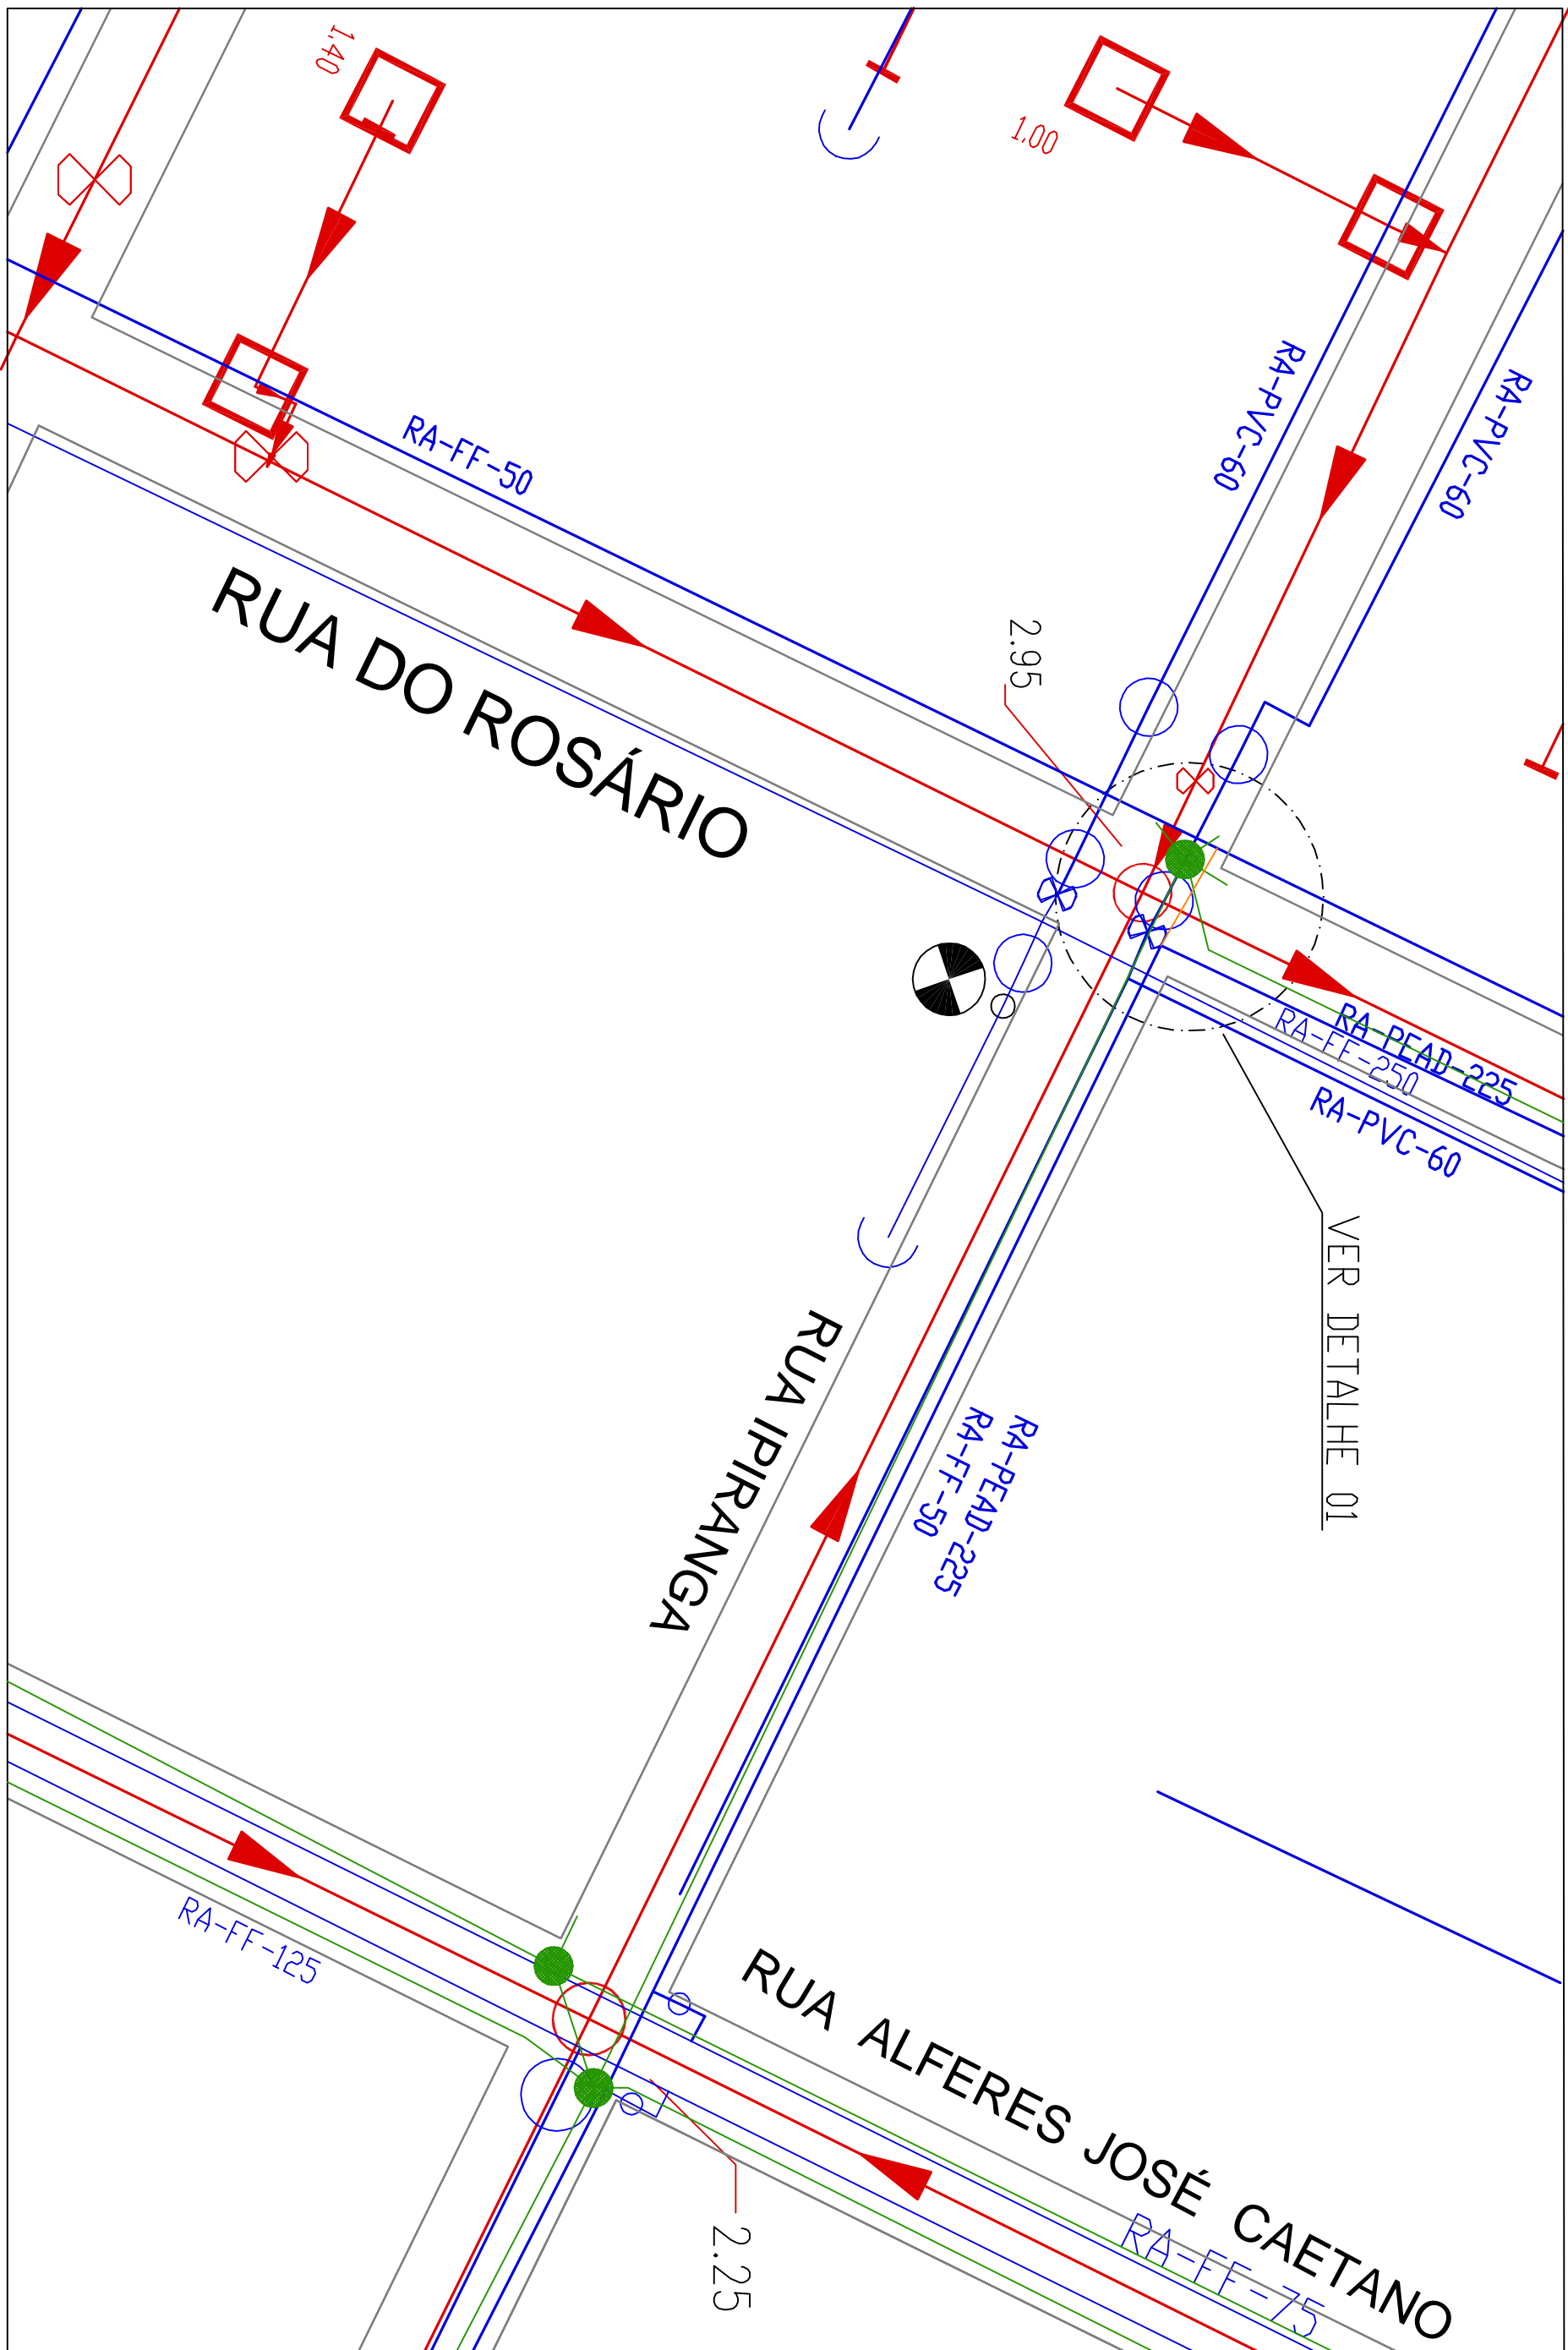 1.40
1.00
RA-PVC-60
RA-PVC-60
RA-FF-50
RUA DO ROSÁRIO
2.95
RA-PEAD-225
RA-FF-250
RA-PVC-60
VER DETALHE 01
RUA IPIRANGA
RA-PEAD-225
RA-FF-50
RA-FF-125
RUA ALFERES JOSÉ CAETANO
RA-FF-75
2.25